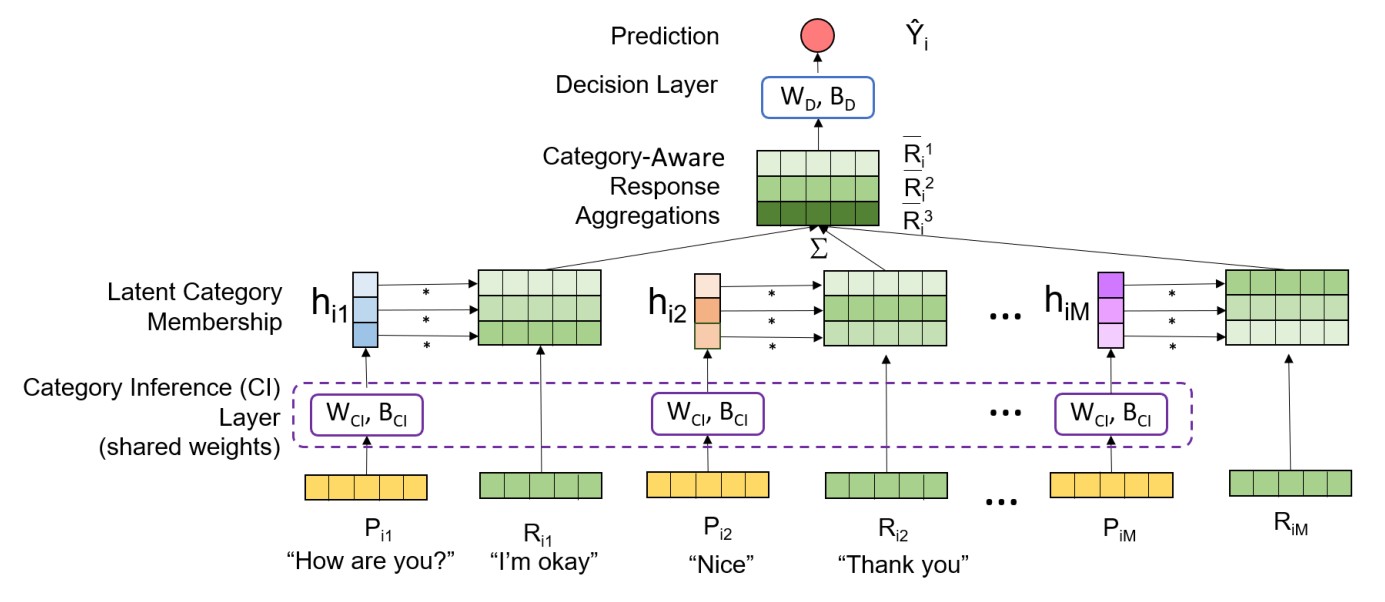 Prediction
Ŷi
Decision Layer
WD, BD
Category-Aware
Response
Aggregations
R̅i1
R̅i2
R̅i3
Σ
Latent Category
Membership
hi1
*
*
*
hi2
*
*
*
...
hiM
*
*
*
Category Inference (CI)
Layer
(shared weights)
WCI, BCI
WCI, BCI
...
WCI, BCI
...
Pi1
Ri1
Pi2
Ri2
PiM
RiM
“How are you?”
“I’m okay”
“Nice”
“Thank you”